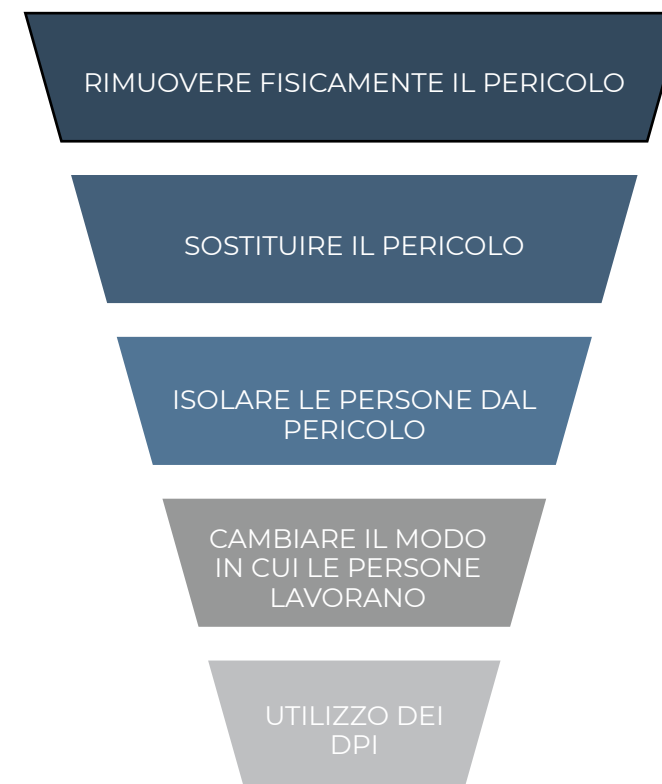 RIMUOVERE FISICAMENTE IL PERICOLO
SOSTITUIRE IL PERICOLO
ISOLARE LE PERSONE DAL
PERICOLO
CAMBIARE IL MODO
IN CUI LE PERSONE
LAVORANO
UTILIZZO DEI
DPI